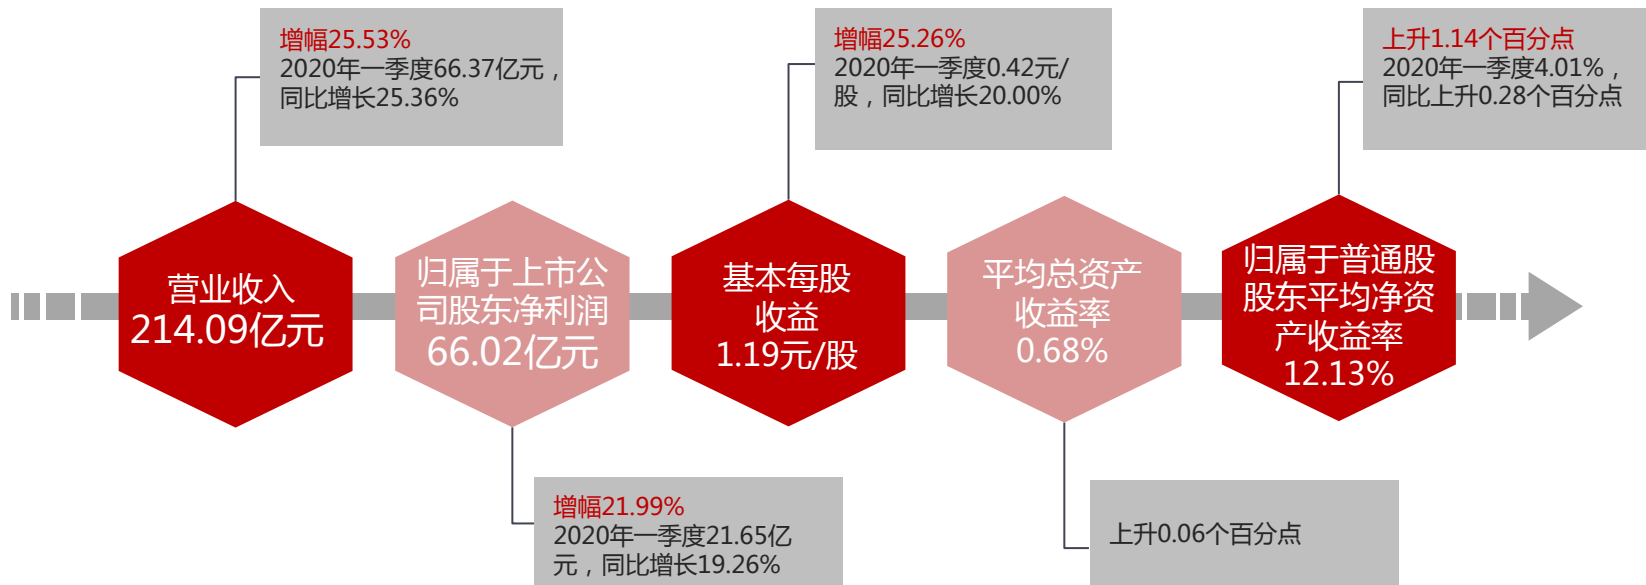 增幅25.53%
2020年一季度66.37亿元，
同比增长25.36%
增幅25.26%
2020年一季度0.42元/
股，同比增长20.00%
上升1.14个百分点
2020年一季度4.01%，
同比上升0.28个百分点
营业收入
214.09亿元
归属于上市公
司股东净利润
66.02亿元
基本每股
收益
1.19元/股
平均总资产
收益率
0.68%
归属于普通股
股东平均净资
产收益率
12.13%
增幅21.99%
2020年一季度21.65亿
元，同比增长19.26%
上升0.06个百分点